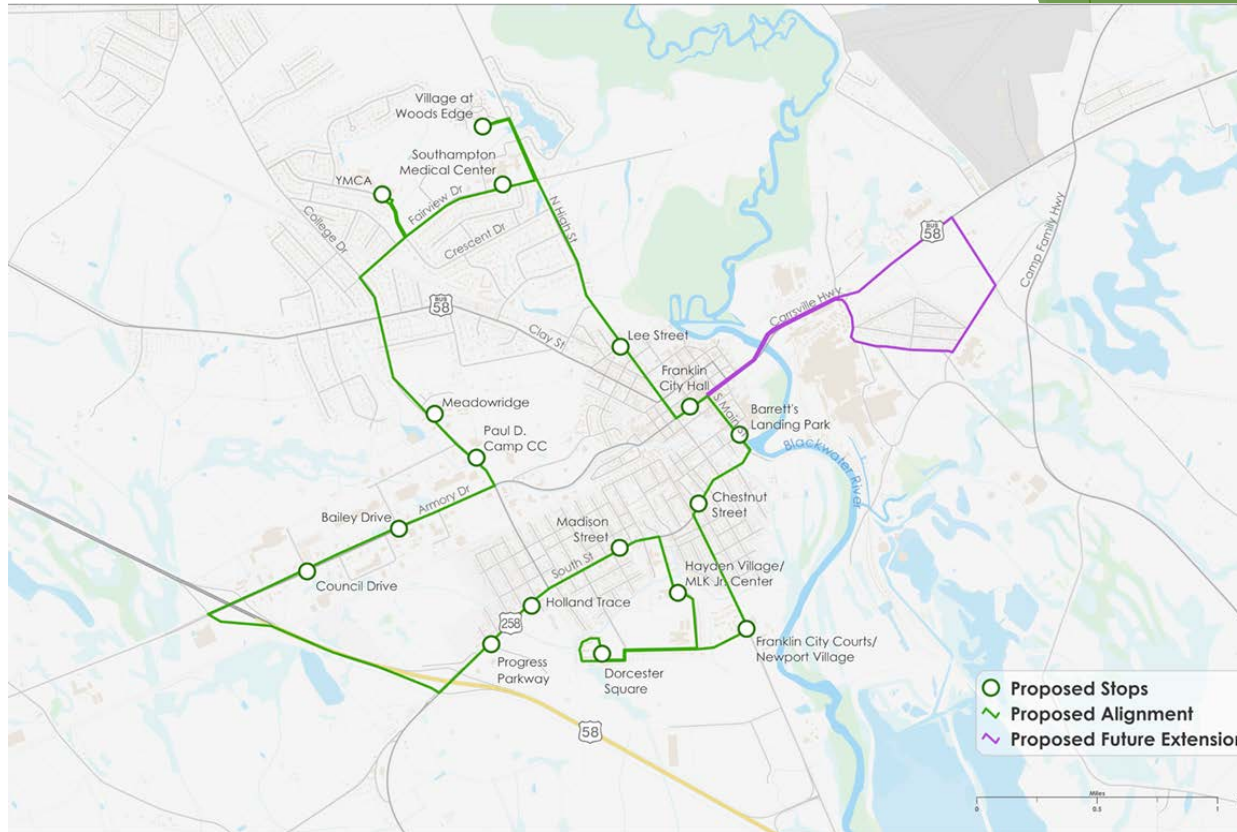 Village at
Woods Edge
Southampton
Medical Center
YMCA
Fairview Dr
College Dr
Crescent Dr
N High St
BUS
58
Camp Family Hwy
BUS
58
Carrsville Hwy
Clay St
Lee Street
Franklin
City Hall
S Main St
Barrett's
Landing Park
Meadowridge
Blackwater River
Paul D.
Camp CC
Armory Dr
Chestnut
Street
Bailey Drive
Madison
Street
South St
Hayden Village/
MLK Jr. Center
Council Drive
Holland Trace
258
Franklin City Courts/
Newport Village
Progress
Parkway
Dorcester
Square
58
Proposed Stops
Proposed Alignment
Proposed Future Extension
Miles
0
0.5
1